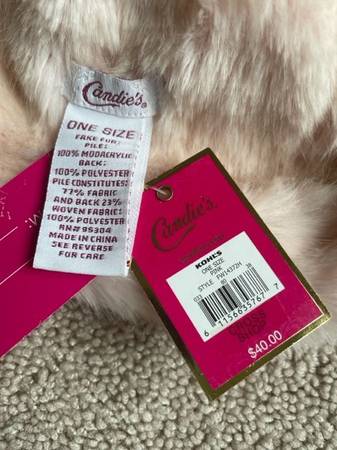 Candie's®
ONE SIZE
FAKE FUR:
PILE:
100% MODACRYLIC
BACK:
100% POLYESTER
PILE CONSTITUTES:
77% FABRIC
AND BACK 23%
WOVEN FABRIC:
100% POLYESTER
RN#95304
MADE IN CHINA
SEE REVERSE
FOR CARE
Candie's.
KOHLS
ONE SIZE
PINK
STYLE PW14372H
$40.00